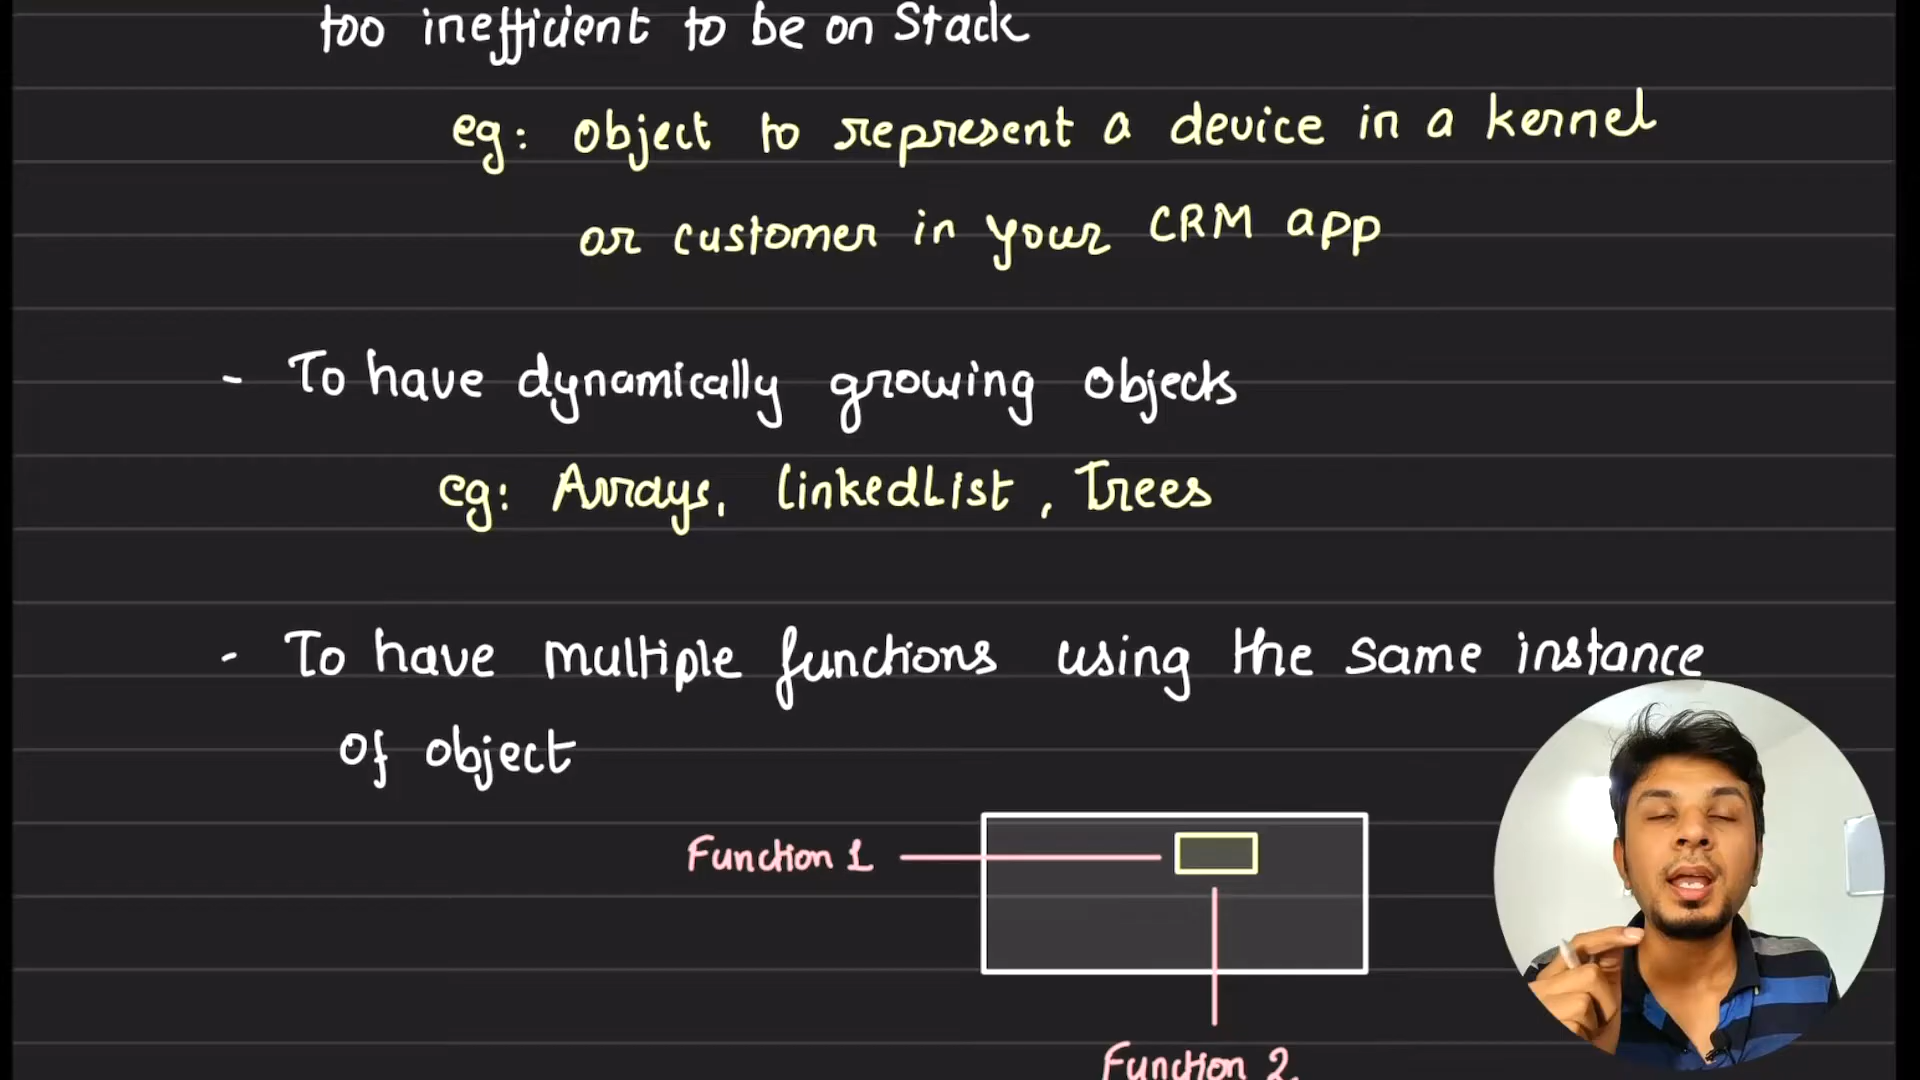 too inefficient to be on Stack
eg: object to represent a device in a kernel
or customer in your CRM app
- To have dynamically growing objects
eg: Arrays, LinkedList, Trees
- To have multiple functions using the same instance
of object
Function 1
Function 2